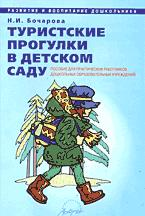 РАЗВИТИЕ И ВОСПИТАНИЕ ДОШКОЛЬНИКА
Н.И. Бочарова
ТУРИСТСКИЕ
ПРОГУЛКИ
В ДЕТСКОМ
САДУ
ПОСОБИЕ ДЛЯ ПРАКТИЧЕСКИХ РАБОТНИКОВ
ДОШКОЛЬНЫХ ОБРАЗОВАТЕЛЬНЫХ УЧРЕЖДЕНИЙ